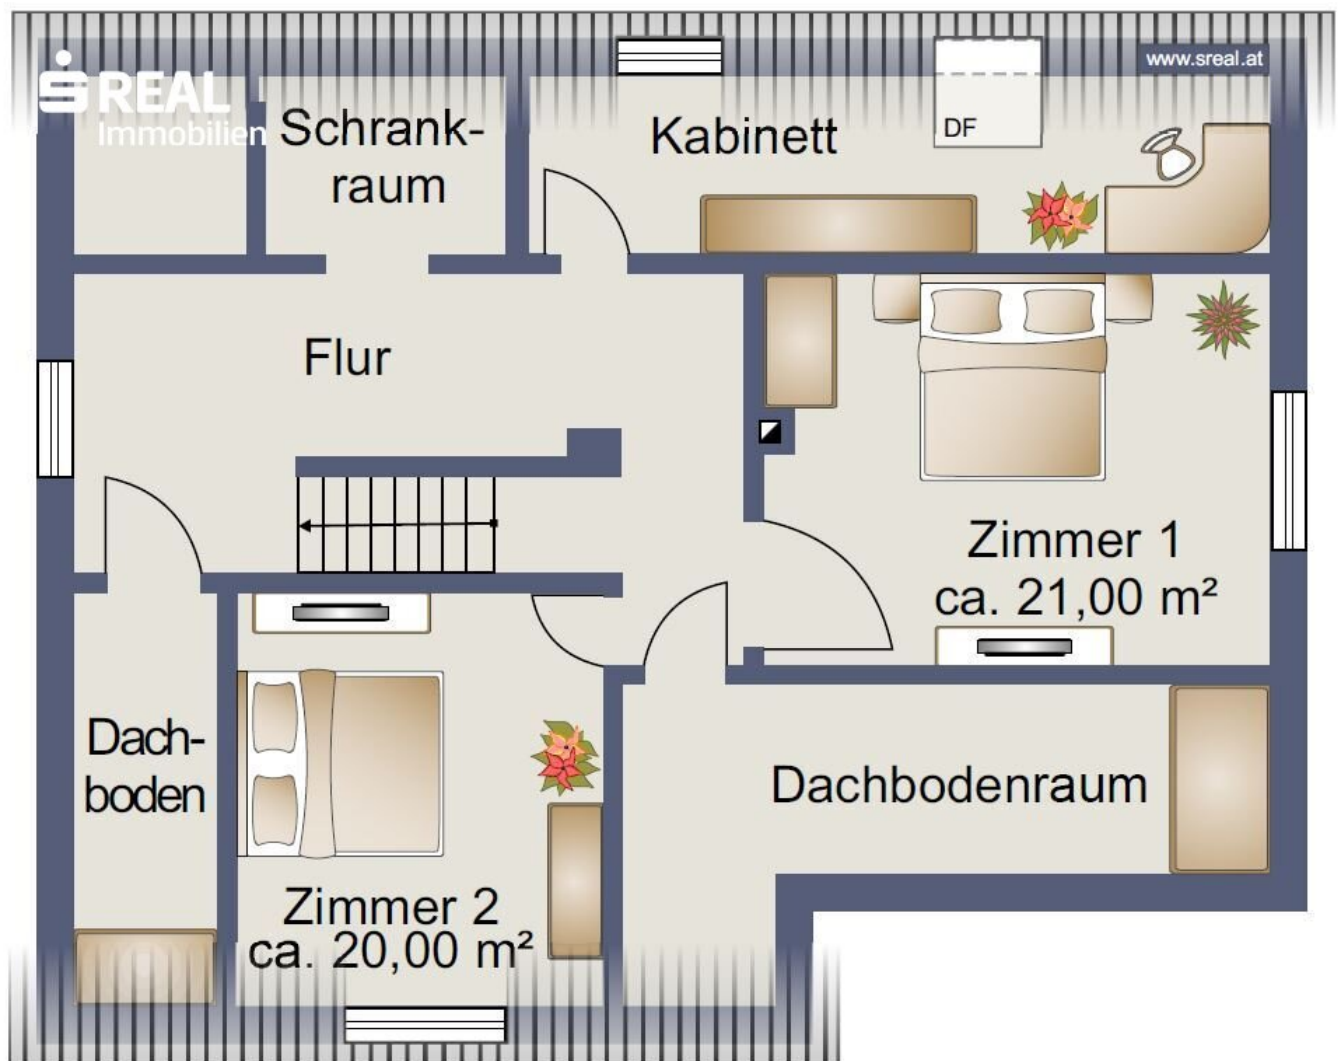 S REAL
Immobilien
www.sreal.at
Schrank-
raum
Kabinett
DF
Flur
Zimmer 1
ca. 21,00 m²
Dach-
boden
Zimmer 2
ca. 20,00 m²
Dachbodenraum